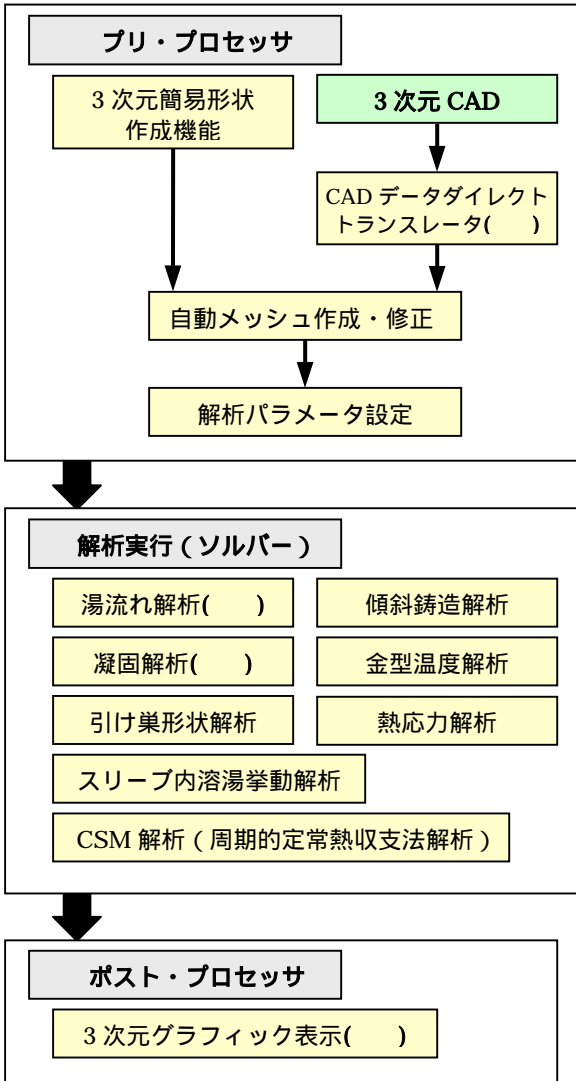 プリ・プロセッサ
3 次元簡易形状
作成機能
3 次元 CAD
CAD データダイレクト
トランスレータ(　　)
自動メッシュ作成・修正
解析パラメータ設定
解析実行（ソルバー）
湯流れ解析(　　)
傾斜鋳造解析
凝固解析(　　)
金型温度解析
引け巣形状解析
熱応力解析
スリーブ内溶湯挙動解析
CSM 解析（周期的定常熱収支法解析）
ポスト・プロセッサ
3 次元グラフィック表示(　　)